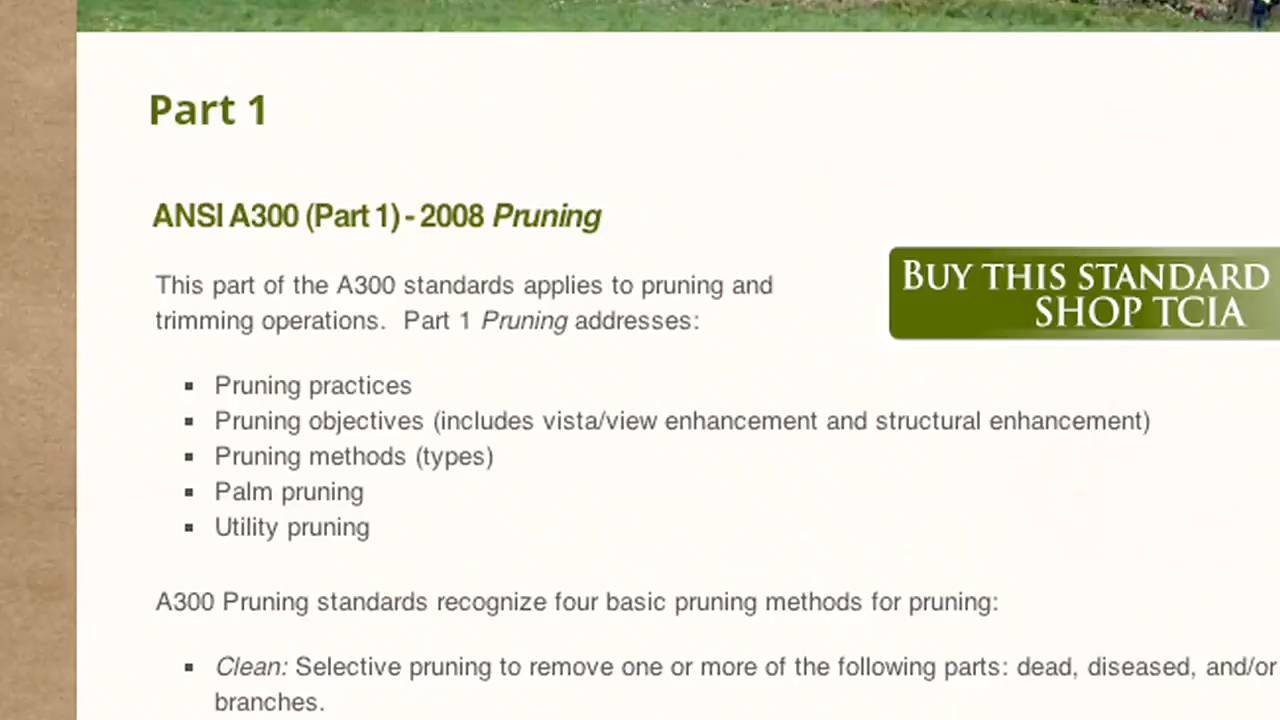 Part 1
ANSI A300 (Part 1) - 2008 Pruning
This part of the A300 standards applies to pruning and
trimming operations.  Part 1 Pruning addresses:
BUY THIS STANDARD
SHOP TCIA
▪ Pruning practices
▪ Pruning objectives (includes vista/view enhancement and structural enhancement)
▪ Pruning methods (types)
▪ Palm pruning
▪ Utility pruning
A300 Pruning standards recognize four basic pruning methods for pruning:
▪ Clean: Selective pruning to remove one or more of the following parts: dead, diseased, and/or
branches.